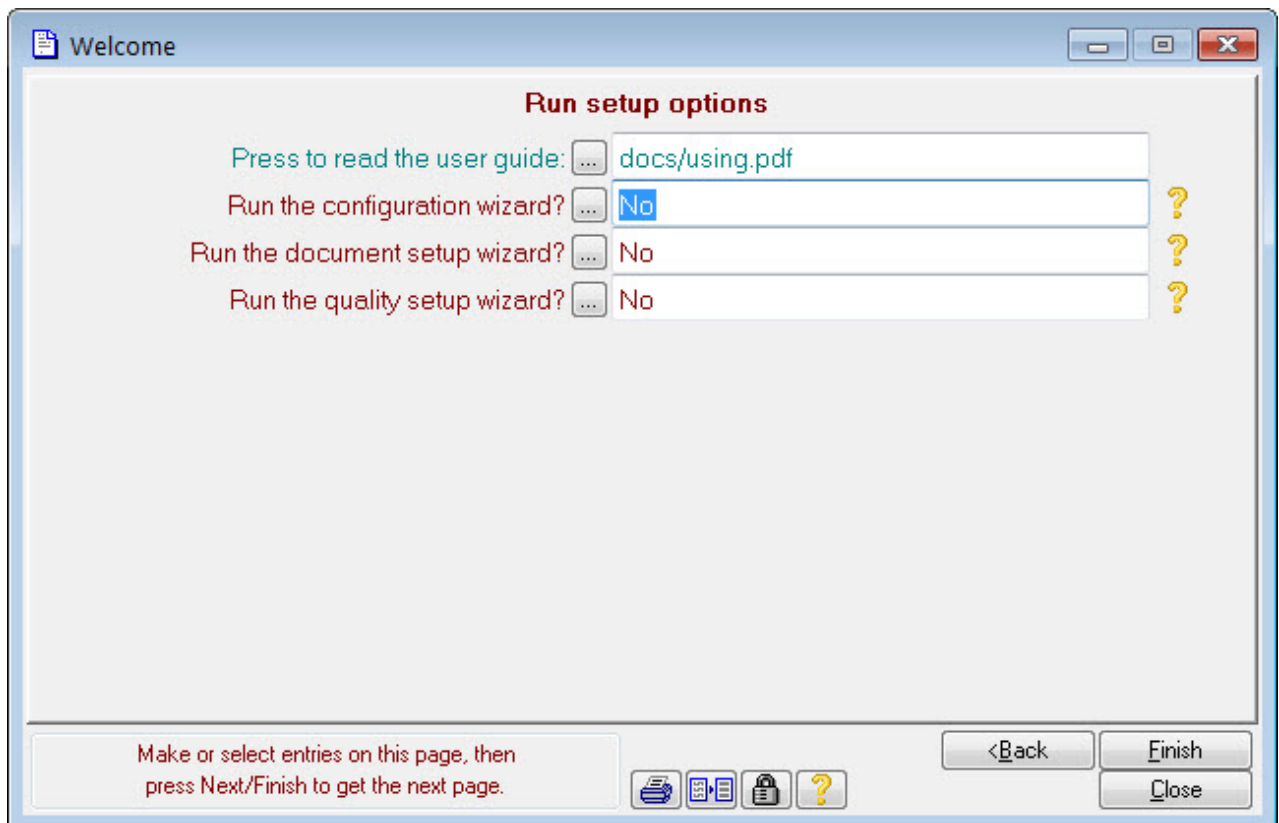 Welcome
Run setup options
Press to read the user guide: ... docs/using.pdf
Run the configuration wizard? ... No ?
Run the document setup wizard? ... No ?
Run the quality setup wizard? ... No ?
Make or select entries on this page, then
press Next/Finish to get the next page.
<Back
Finish
?
Close